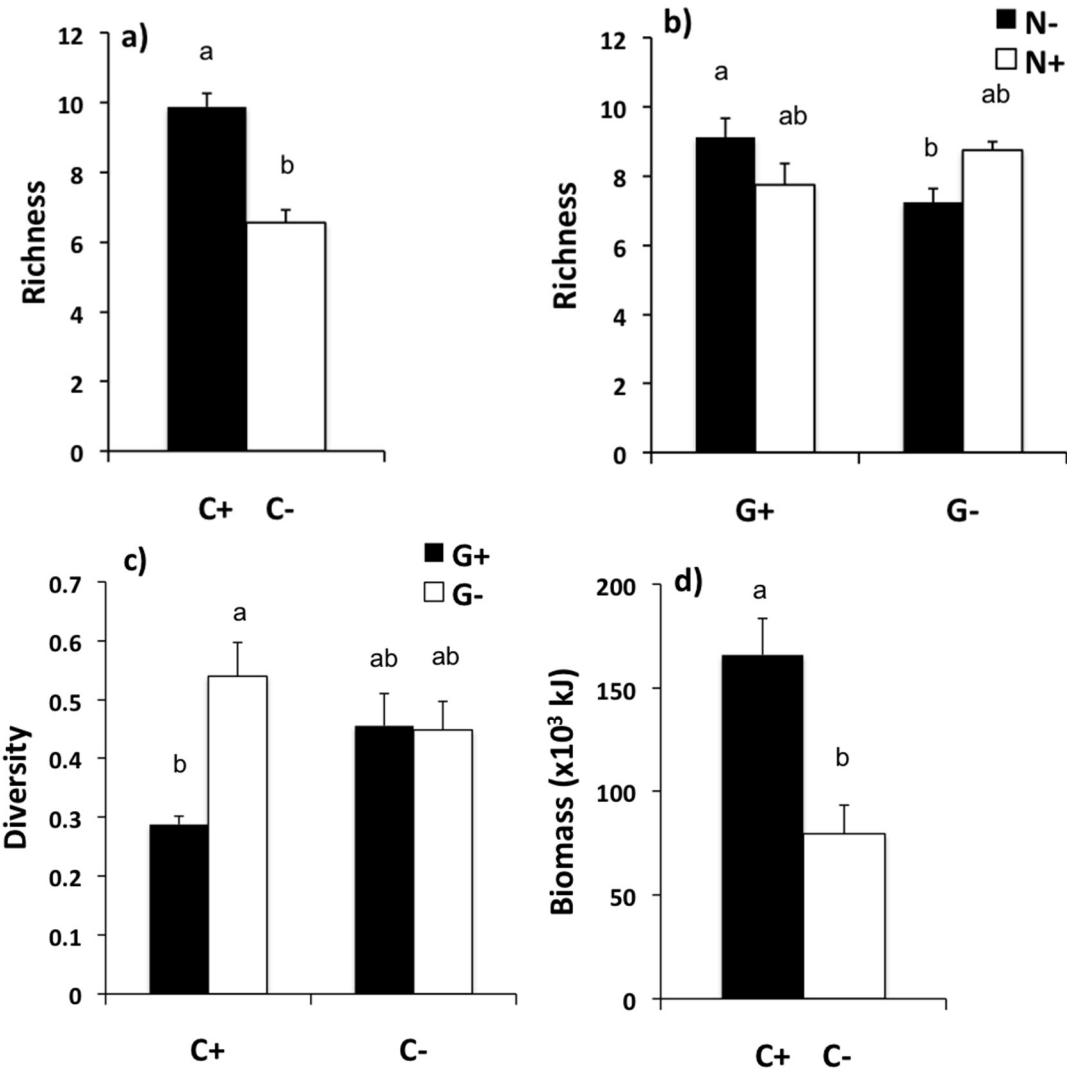 a)
12
10
8
6
4
2
0
Richness
a
b
C+ C-
b)
N-
N+
12
10
8
6
4
2
0
Richness
a
ab
b
ab
G+ G-
c)
G+
G-
0.7
0.6
0.5
0.4
0.3
0.2
0.1
0
Diversity
b
a
ab
ab
C+ C-
d)
200
150
100
50
0
Biomass (x10³ kJ)
a
b
C+ C-